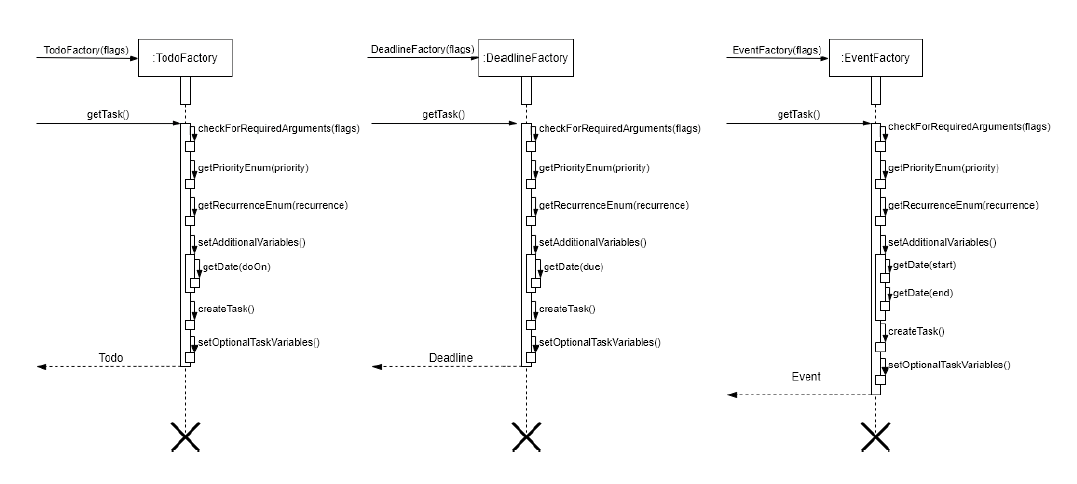 TodoFactory(flags)
:TodoFactory
getTask()
checkForRequiredArguments(flags)
getPriorityEnum(priority)
getRecurrenceEnum(recurrence)
setAdditionalVariables()
getDate(doOn)
createTask()
setOptionalTaskVariables()
Todo
DeadlineFactory(flags)
:DeadlineFactory
getTask()
checkForRequiredArguments(flags)
getPriorityEnum(priority)
getRecurrenceEnum(recurrence)
setAdditionalVariables()
getDate(due)
createTask()
setOptionalTaskVariables()
Deadline
EventFactory(flags)
:EventFactory
getTask()
checkForRequiredArguments(flags)
getPriorityEnum(priority)
getRecurrenceEnum(recurrence)
setAdditionalVariables()
getDate(start)
getDate(end)
createTask()
setOptionalTaskVariables()
Event